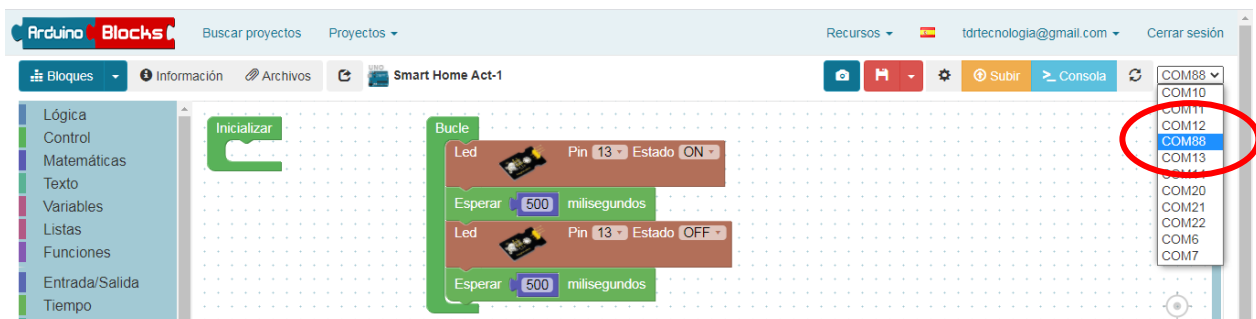 Arduino Blocks
Buscar proyectos
Proyectos
Recursos
tdrtecnologia@gmail.com
Cerrar sesión
Bloques
Información
Archivos
UNO
Smart Home Act-1
Subir
>_ Consola
COM88
COM10
COM11
COM12
COM88
COM13
COM14
COM20
COM21
COM22
COM6
COM7
Lógica
Control
Matemáticas
Texto
Variables
Listas
Funciones
Entrada/Salida
Tiempo
Inicializar
Bucle
Led Pin 13 Estado ON
Esperar 500 milisegundos
Led Pin 13 Estado OFF
Esperar 500 milisegundos